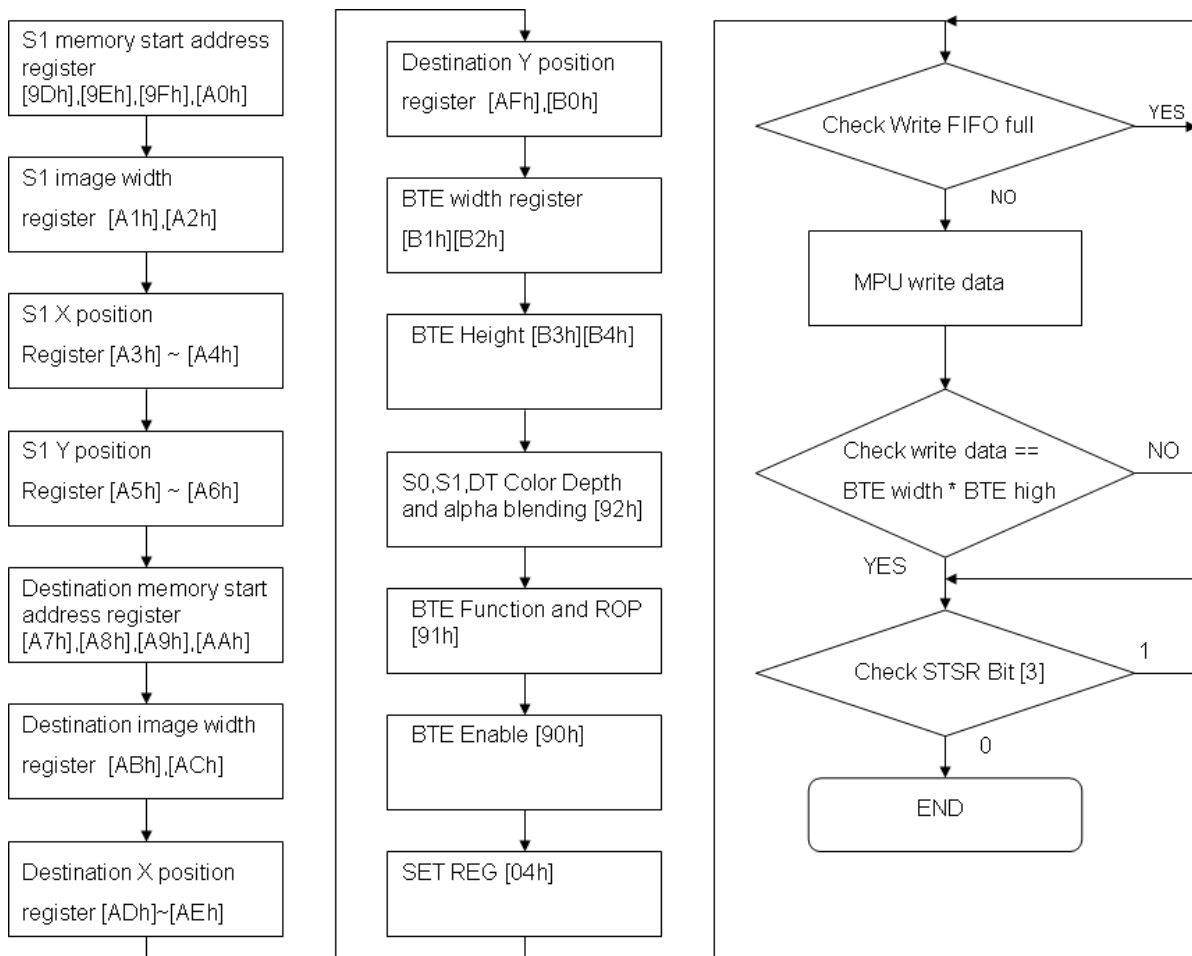 S1 memory start address
register
[9Dh],[9Eh],[9Fh],[A0h]
S1 image width
register [A1h],[A2h]
S1 X position
Register [A3h] ~ [A4h]
S1 Y position
Register [A5h] ~ [A6h]
Destination memory start
address register
[A7h],[A8h],[A9h],[AAh]
Destination image width
register [ABh],[ACh]
Destination X position
register [ADh]~[AEh]
Destination Y position
register [AFh],[B0h]
BTE width register
[B1h][B2h]
BTE Height [B3h][B4h]
S0,S1,DT Color Depth
and alpha blending [92h]
BTE Function and ROP
[91h]
BTE Enable [90h]
SET REG [04h]
Check Write FIFO full
YES
NO
MPU write data
Check write data ==
BTE width * BTE high
NO
YES
Check STSR Bit [3]
1
0
END